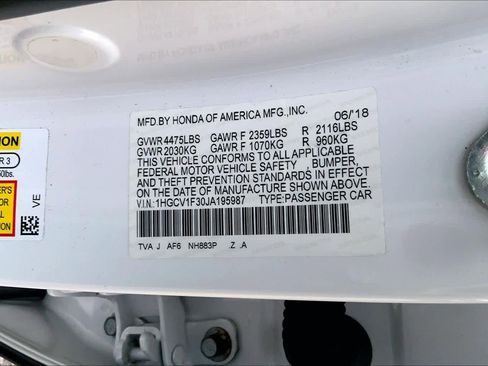 MFD.BY HONDA OF AMERICA MFG.,INC. 06/'18
GVWR 4475LBS GAWR F 2359LBS R 2116LBS
GVWR 2030KG GAWR F 1070KG R 960KG
THIS VEHICLE CONFORMS TO ALL APPLICABLE
FEDERAL MOTOR VEHICLE SAFETY , BUMPER,
AND THEFT PREVENTION STANDARDS IN EFFECT
ON THE DATE OF MANUFACTURE SHOWN ABOVE.
V.I.N.:1HGCV1F30JA195987 TYPE:PASSENGER CAR
TVA J AF6 NH883P .Z .A
VE